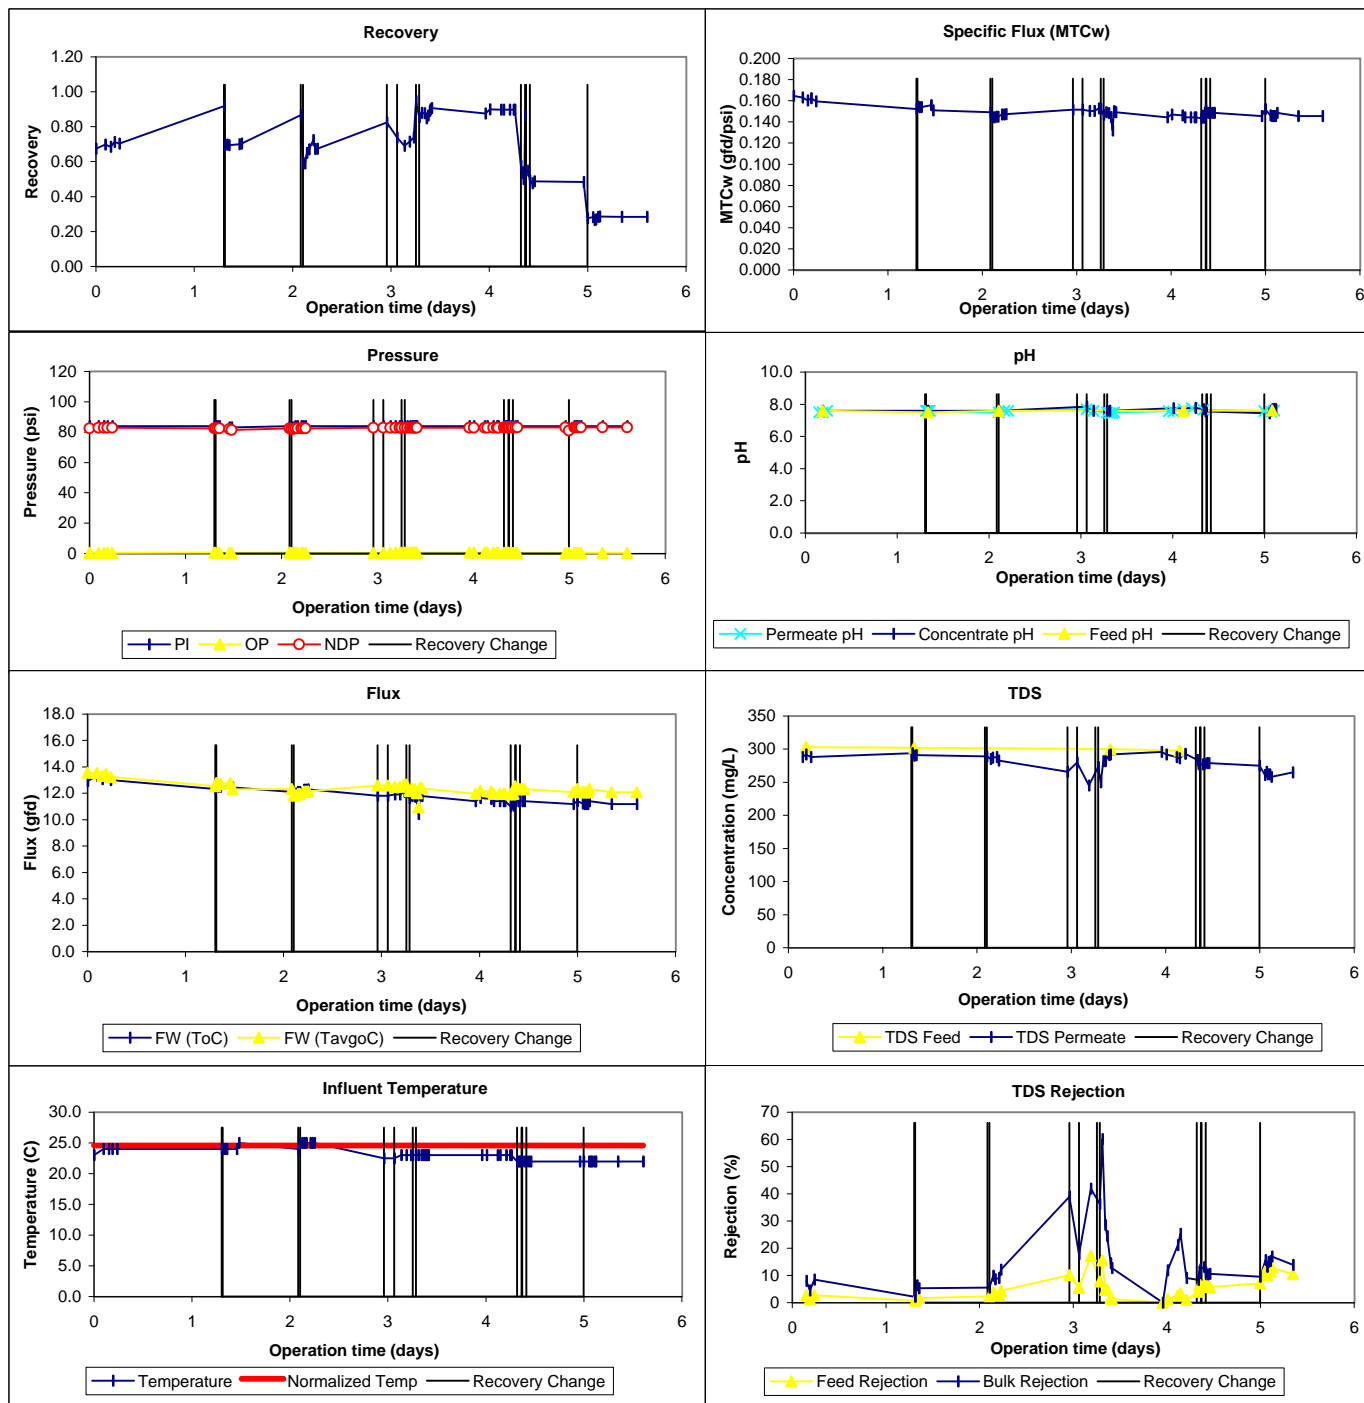 Recovery
1.20
1.00
0.80
0.60
0.40
0.20
0.00
Recovery
0 1 2 3 4 5 6
Operation time (days)
Specific Flux (MTCw)
0.200
0.180
0.160
0.140
0.120
0.100
0.080
0.060
0.040
0.020
0.000
MTCw (gfd/psi)
0 1 2 3 4 5 6
Operation time (days)
Pressure
120
100
80
60
40
20
0
Pressure (psi)
0 1 2 3 4 5 6
Operation time (days)
PI OP NDP Recovery Change
pH
10.0
8.0
6.0
4.0
2.0
0.0
pH
0 1 2 3 4 5 6
Operation time (days)
Permeate pH Concentrate pH Feed pH Recovery Change
Flux
18.0
16.0
14.0
12.0
10.0
8.0
6.0
4.0
2.0
0.0
Flux (gfd)
0 1 2 3 4 5 6
Operation time (days)
FW (ToC) FW (TavgoC) Recovery Change
TDS
350
300
250
200
150
100
50
0
Concentration (mg/L)
0 1 2 3 4 5 6
Operation time (days)
TDS Feed TDS Permeate Recovery Change
Influent Temperature
30.0
25.0
20.0
15.0
10.0
5.0
0.0
Temperature (C)
0 1 2 3 4 5 6
Operation time (days)
Temperature Normalized Temp Recovery Change
TDS Rejection
70
60
50
40
30
20
10
0
Rejection (%)
0 1 2 3 4 5 6
Operation time (days)
Feed Rejection Bulk Rejection Recovery Change